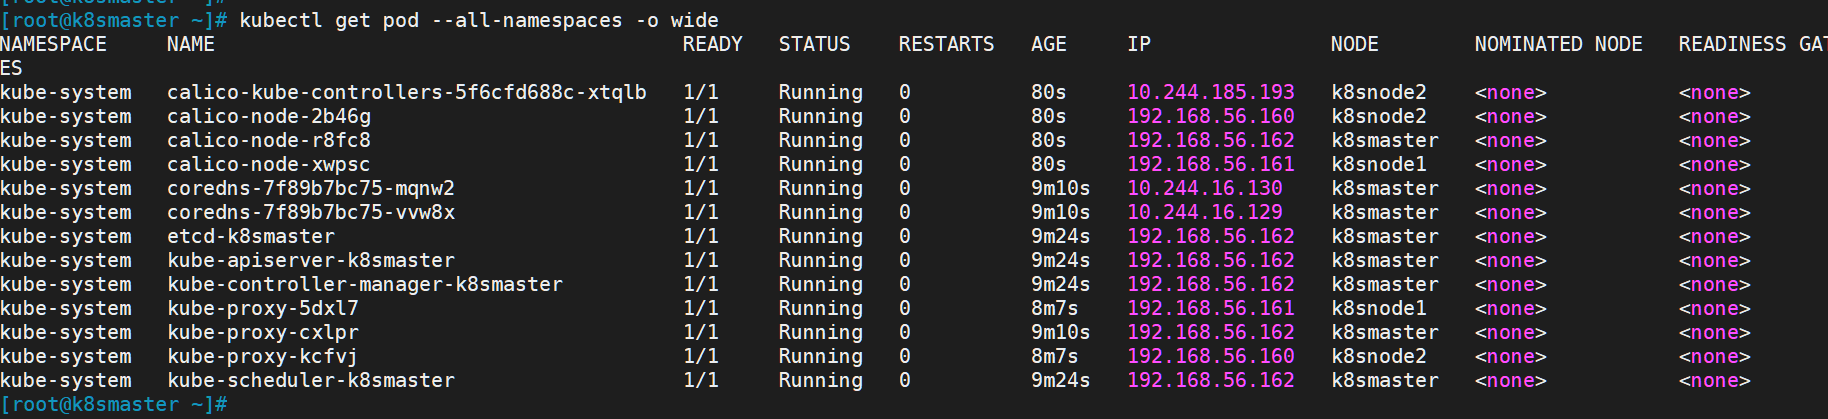 [root@k8smaster ~]#
[root@k8smaster ~]# kubectl get pod --all-namespaces -o wide
NAMESPACE     NAME                                       READY   STATUS    RESTARTS   AGE     IP               NODE        NOMINATED NODE   READINESS GAT
ES
kube-system   calico-kube-controllers-5f6cfd688c-xtqlb   1/1     Running   0          80s     10.244.185.193   k8snode2    <none>           <none>
kube-system   calico-node-2b46g                          1/1     Running   0          80s     192.168.56.160   k8snode2    <none>           <none>
kube-system   calico-node-r8fc8                          1/1     Running   0          80s     192.168.56.162   k8smaster   <none>           <none>
kube-system   calico-node-xwpsc                          1/1     Running   0          80s     192.168.56.161   k8snode1    <none>           <none>
kube-system   coredns-7f89b7bc75-mqnw2                   1/1     Running   0          9m10s   10.244.16.130    k8smaster   <none>           <none>
kube-system   coredns-7f89b7bc75-vvw8x                   1/1     Running   0          9m10s   10.244.16.129    k8smaster   <none>           <none>
kube-system   etcd-k8smaster                             1/1     Running   0          9m24s   192.168.56.162   k8smaster   <none>           <none>
kube-system   kube-apiserver-k8smaster                   1/1     Running   0          9m24s   192.168.56.162   k8smaster   <none>           <none>
kube-system   kube-controller-manager-k8smaster          1/1     Running   0          9m24s   192.168.56.162   k8smaster   <none>           <none>
kube-system   kube-proxy-5dxl7                           1/1     Running   0          8m7s    192.168.56.161   k8snode1    <none>           <none>
kube-system   kube-proxy-cxlpr                           1/1     Running   0          9m10s   192.168.56.162   k8smaster   <none>           <none>
kube-system   kube-proxy-kcfvj                           1/1     Running   0          8m7s    192.168.56.160   k8snode2    <none>           <none>
kube-system   kube-scheduler-k8smaster                   1/1     Running   0          9m24s   192.168.56.162   k8smaster   <none>           <none>
[root@k8smaster ~]#